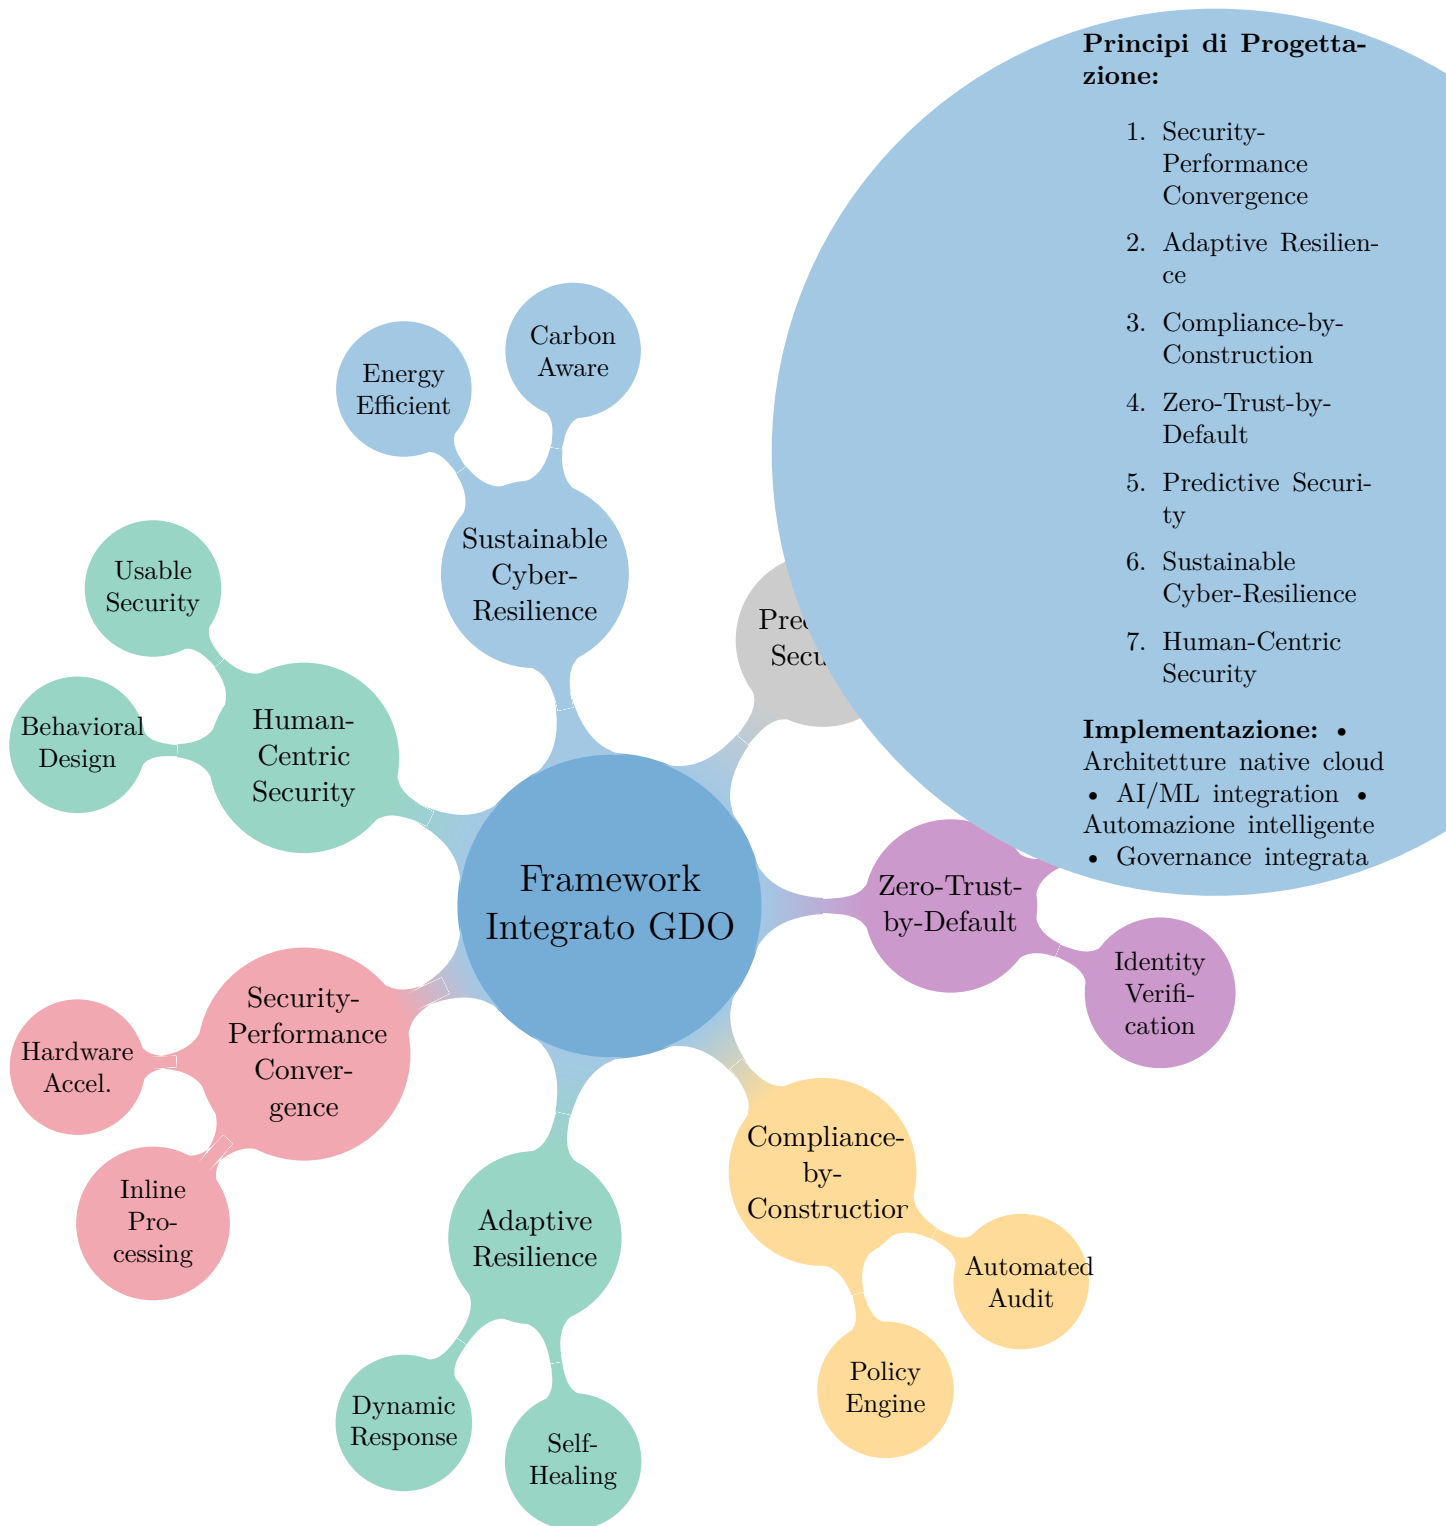 Principi di Progetta-
zione:
1. Security-
Performance
Convergence
2. Adaptive Resilien-
ce
3. Compliance-by-
Construction
4. Zero-Trust-by-
Default
5. Predictive Securi-
ty
6. Sustainable
Cyber-Resilience
7. Human-Centric
Security
Implementazione: •
Architetture native cloud
• AI/ML integration •
Automazione intelligente
• Governance integrata
Carbon
Aware
Energy
Efficient
Sustainable
Cyber-
Resilience
Usable
Security
Behavioral
Design
Human-
Centric
Security
Framework
Integrato GDO
Zero-Trust-
by-Default
Identity
Verifi-
cation
Security-
Performance
Conver-
gence
Hardware
Accel.
Inline
Pro-
cessing
Adaptive
Resilience
Dynamic
Response
Self-
Healing
Compliance-
by-
Construction
Automated
Audit
Policy
Engine